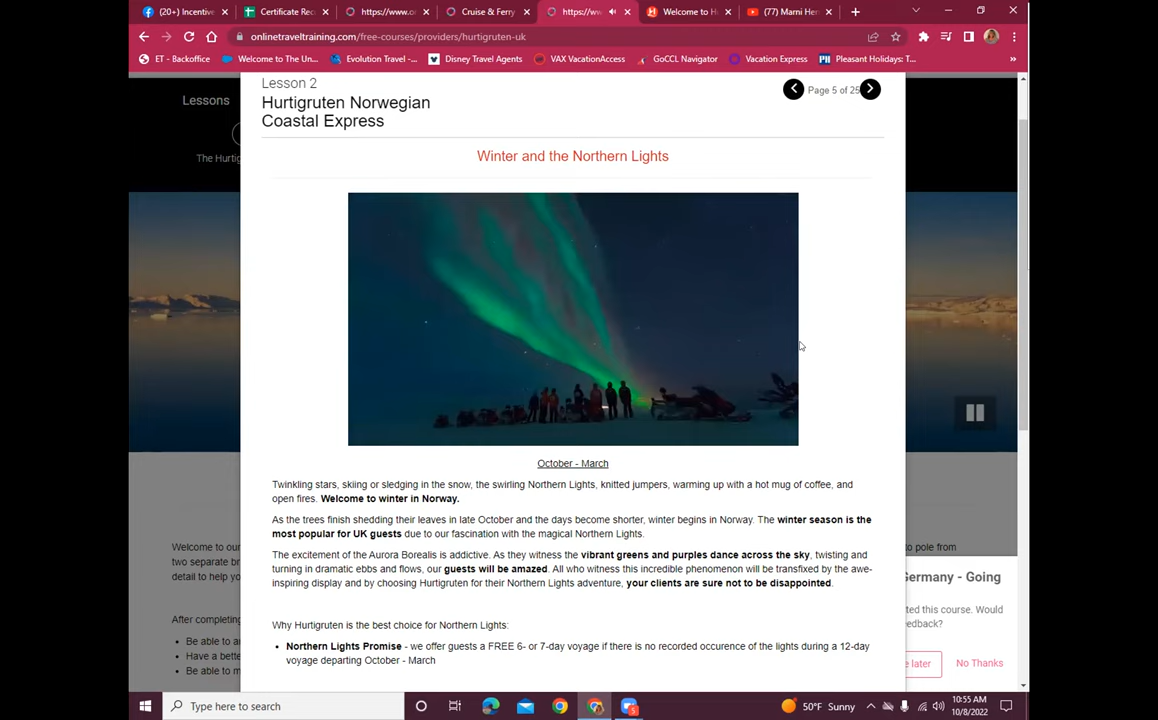 (20+) Incentive
Certificate Rec
https://www.o
Cruise & Ferry
https://ww
Welcome to H
(77) Marni He
onlinetraveltraining.com/free-courses/providers/hurtigruten-uk
ET - Backoffice
Welcome to The Un...
Evolution Travel -...
Disney Travel Agents
VAX VacationAccess
GoCCL Navigator
Vacation Express
Pleasant Holidays: T...
Lessons
The Hurtig
Lesson 2
Hurtigruten Norwegian
Coastal Express
Page 5 of 25
Winter and the Northern Lights
October - March
Twinkling stars, skiing or sledging in the snow, the swirling Northern Lights, knitted jumpers, warming up with a hot mug of coffee, and
open fires. Welcome to winter in Norway.
As the trees finish shedding their leaves in late October and the days become shorter, winter begins in Norway. The winter season is the
most popular for UK guests due to our fascination with the magical Northern Lights.
The excitement of the Aurora Borealis is addictive. As they witness the vibrant greens and purples dance across the sky, twisting and
turning in dramatic ebbs and flows, our guests will be amazed. All who witness this incredible phenomenon will be transfixed by the awe-
inspiring display and by choosing Hurtigruten for their Northern Lights adventure, your clients are sure not to be disappointed.
Why Hurtigruten is the best choice for Northern Lights:
• Northern Lights Promise - we offer guests a FREE 6- or 7-day voyage if there is no recorded occurence of the lights during a 12-day
voyage departing October - March
Welcome to ou
two separate b
detail to help yo
After completing
• Be able to a
• Have a bette
• Be able to m
to pole from
Germany - Going
ted this course. Would
eedback?
e later
No Thanks
Type here to search
50°F Sunny
10:55 AM
10/8/2022